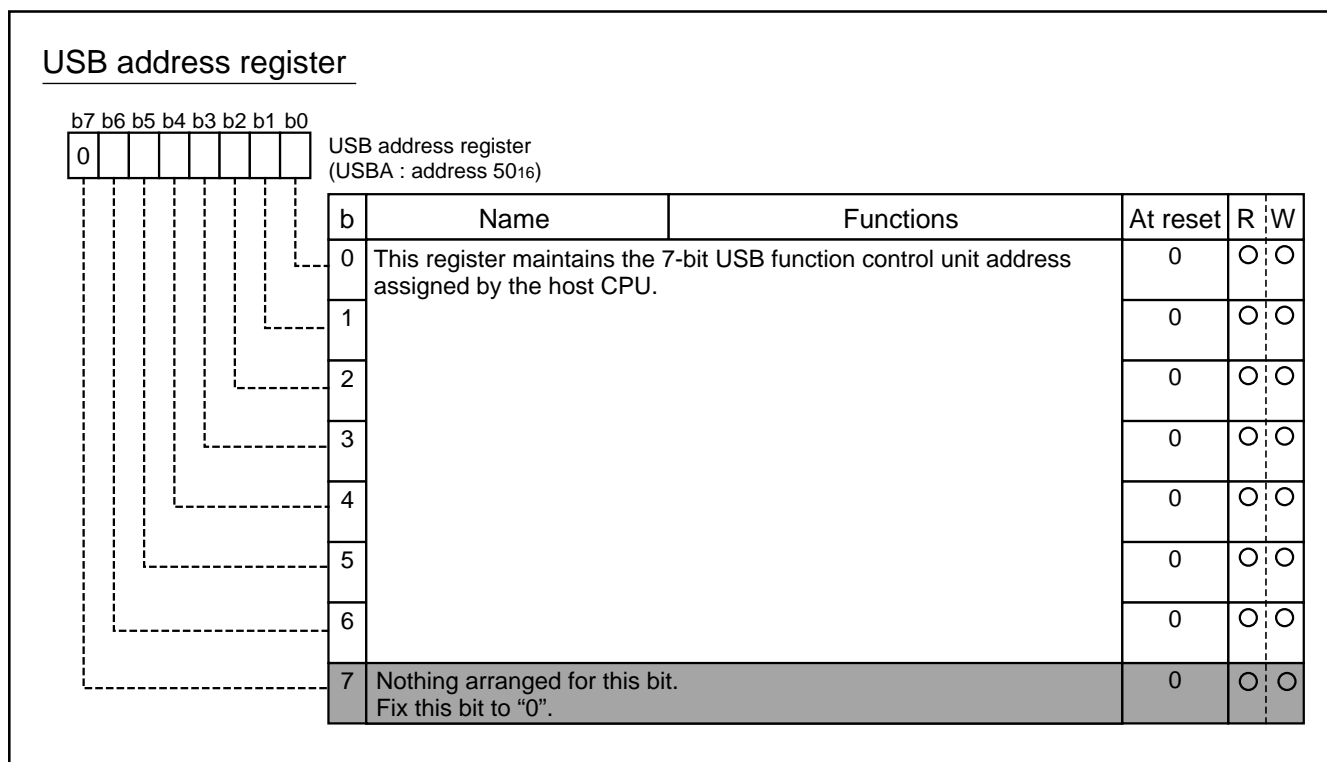 USB address register
b7 b6 b5 b4 b3 b2 b1 b0
0
USB address register
(USBA : address 5016)
b Name Functions At reset R W
0 This register maintains the 7-bit USB function control unit address 0 O O
assigned by the host CPU.
1 0 O O
2 0 O O
3 0 O O
4 0 O O
5 0 O O
6 0 O O
7 Nothing arranged for this bit. 0 O O
Fix this bit to “0”.